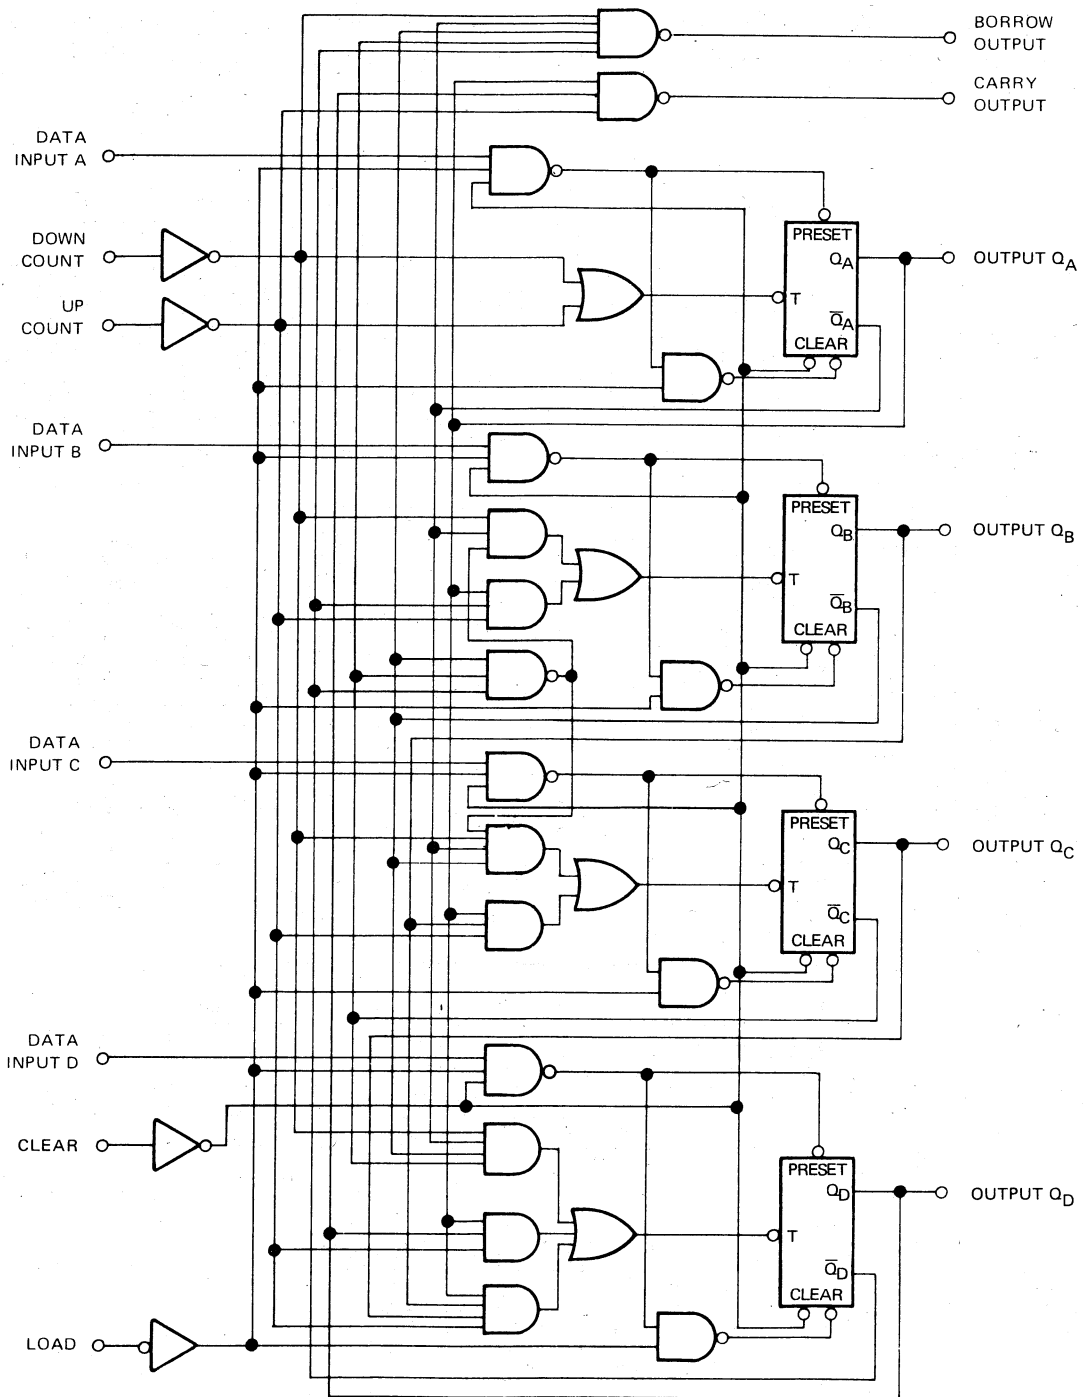 BORROW
OUTPUT
CARRY
OUTPUT
DATA
INPUT A
PRESET
DOWN
COUNT
QA
OUTPUT QA
T
UP
COUNT
Q̅A
CLEAR
DATA
INPUT B
PRESET
QB
OUTPUT QB
T
Q̅B
CLEAR
DATA
INPUT C
PRESET
QC
OUTPUT QC
T
Q̅C
CLEAR
DATA
INPUT D
CLEAR
PRESET
QD
OUTPUT QD
T
Q̅D
CLEAR
LOAD